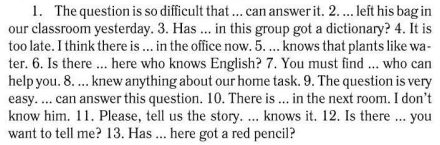 1. The question is so difficult that ... can answer it. 2. ... left his bag in
our classroom yesterday. 3. Has ... in this group got a dictionary? 4. It is
too late. I think there is ... in the office now. 5. ... knows that plants like wa-
ter. 6. Is there ... here who knows English? 7. You must find ... who can
help you. 8. ... knew anything about our home task. 9. The question is very
easy. ... can answer this question. 10. There is ... in the next room. I don't
know him. 11. Please, tell us the story. ... knows it. 12. Is there ... you
want to tell me? 13. Has ... here got a red pencil?